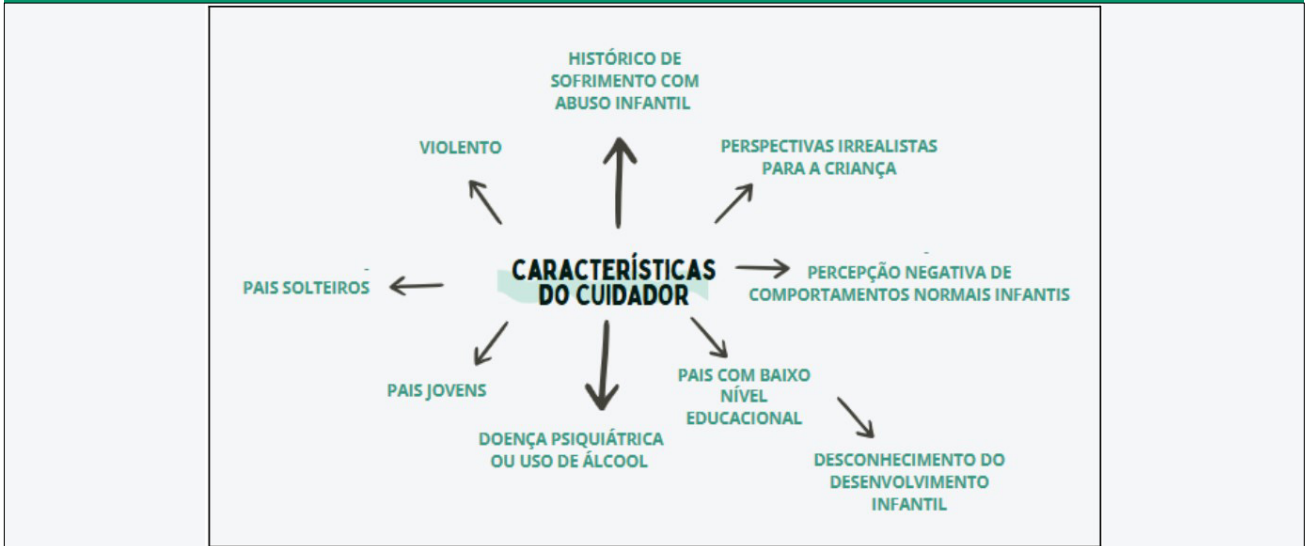 HISTÓRICO DE
SOFRIMENTO COM
ABUSO INFANTIL
VIOLENTO
PERSPECTIVAS IRREALISTAS
PARA A CRIANÇA
CARACTERÍSTICAS
DO CUIDADOR
PAIS SOLTEIROS
PERCEPÇÃO NEGATIVA DE
COMPORTAMENTOS NORMAIS INFANTIS
PAIS JOVENS
PAIS COM BAIXO
NÍVEL
EDUCACIONAL
DOENÇA PSIQUIÁTRICA
OU USO DE ÁLCOOL
DESCONHECIMENTO DO
DESENVOLVIMENTO
INFANTIL